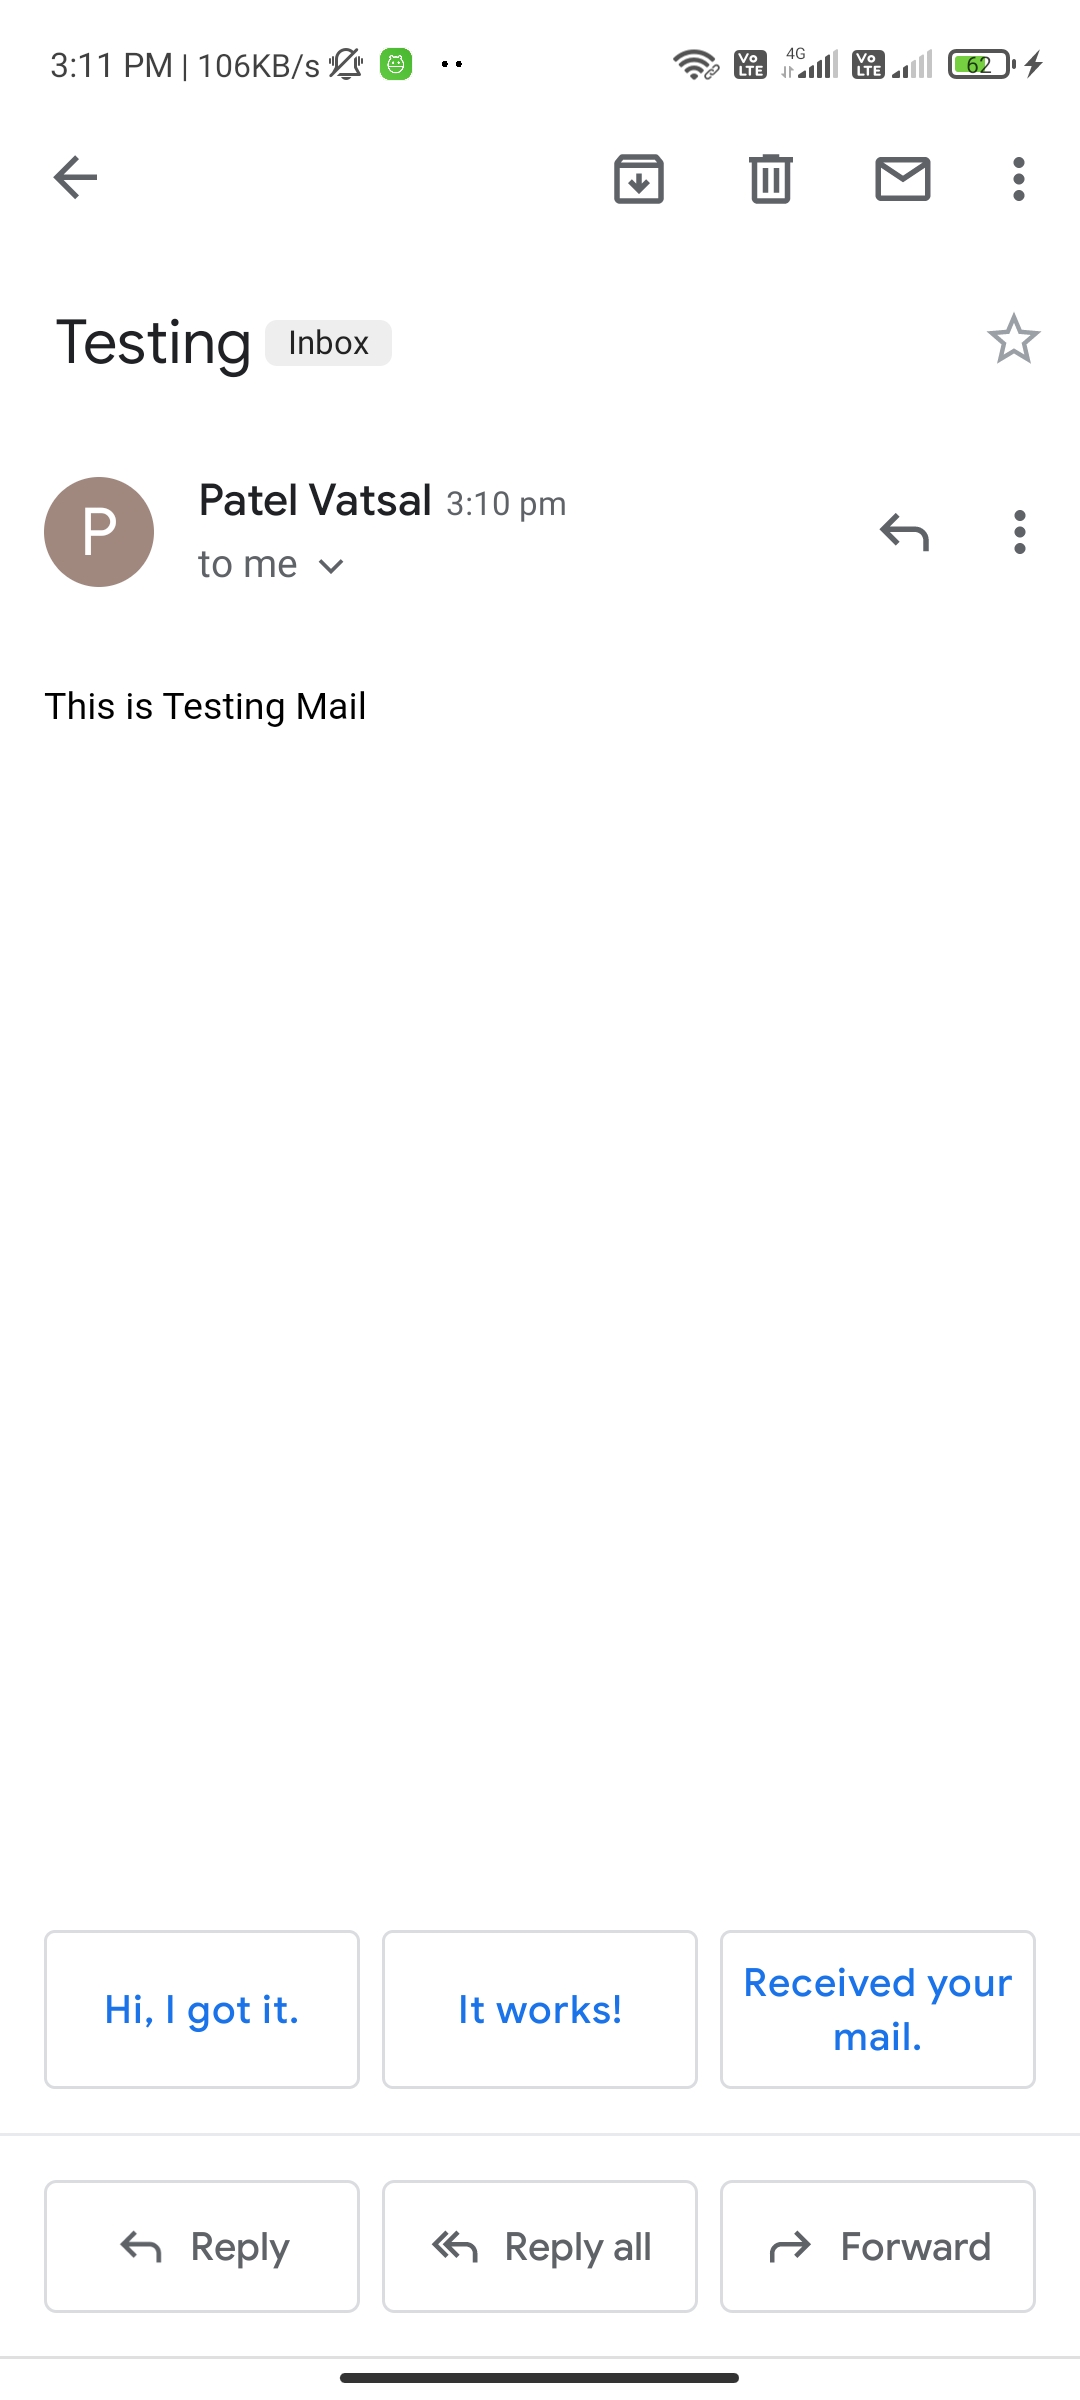 3:11 PM | 106KB/s
Vo LTE 4G Vo LTE 62
Testing Inbox
P
Patel Vatsal 3:10 pm
to me
This is Testing Mail
Hi, I got it.
It works!
Received your
mail.
Reply
Reply all
Forward